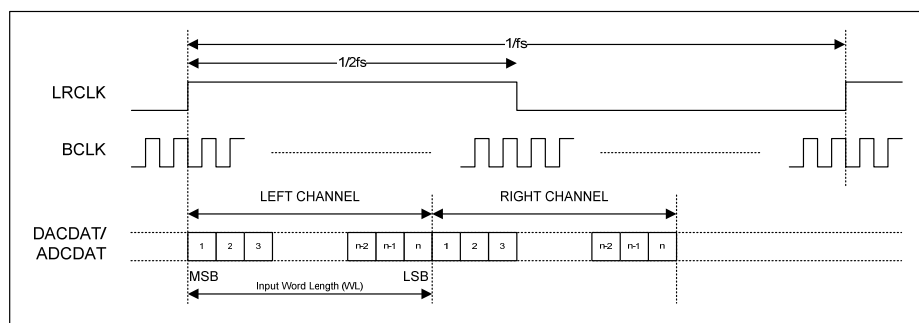 1/fs
1/2fs
LRCLK
BCLK
LEFT CHANNEL RIGHT CHANNEL
DACDAT/
ADCDAT
1 2 3 n-2 n-1 n 1 2 3 n-2 n-1 n
MSB LSB
Input Word Length (WL)